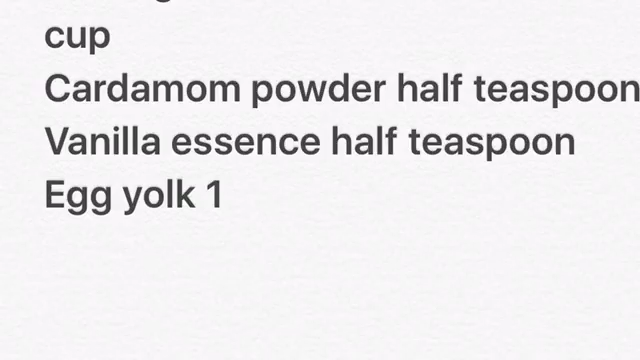 cup
Cardamom powder half teaspoon
Vanilla essence half teaspoon
Egg yolk 1